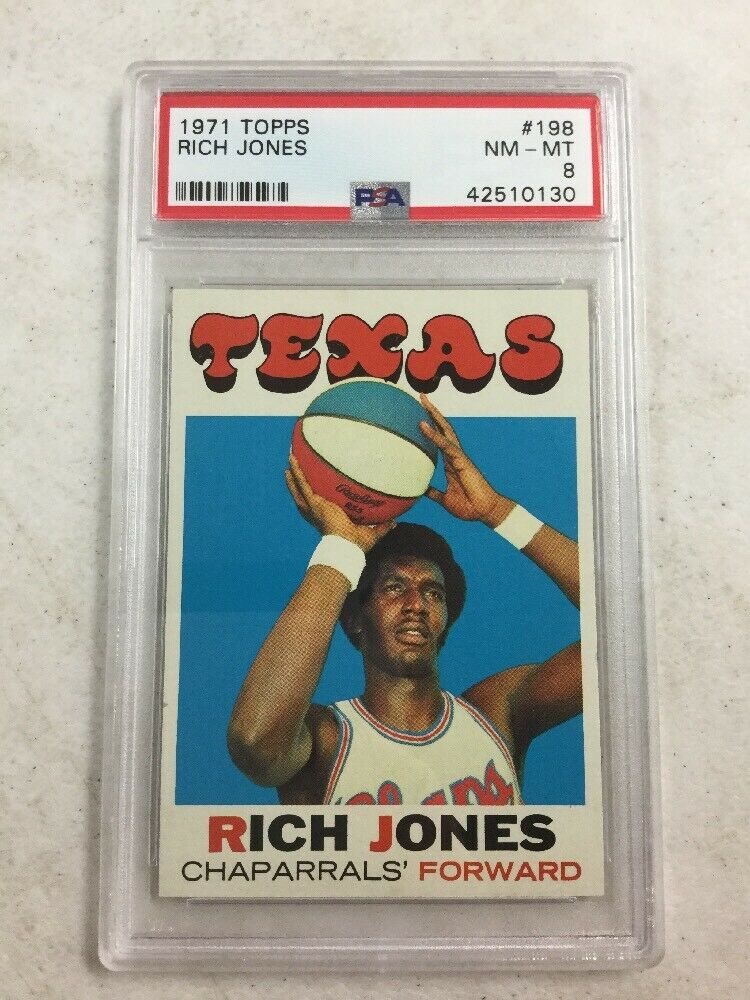 1971 TOPPS #198
RICH JONES NM - MT
8
PSA 42510130
TEXAS
RICH JONES
CHAPARRALS' FORWARD